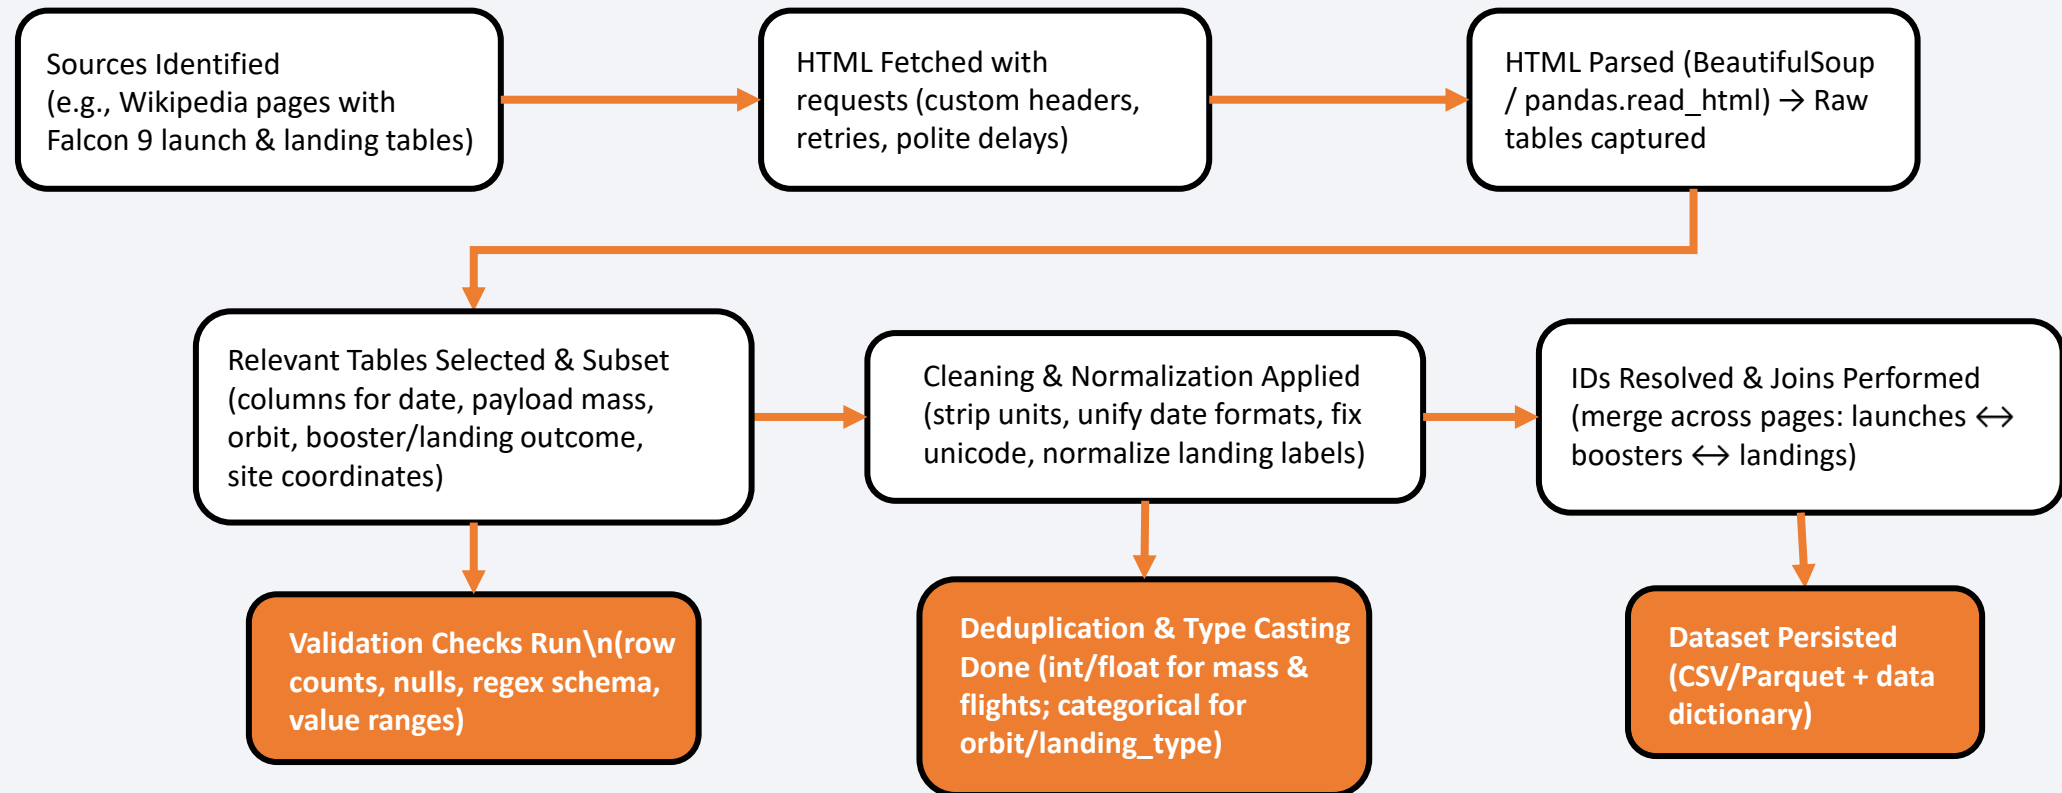 Sources Identified
(e.g., Wikipedia pages with
Falcon 9 launch & landing tables)
HTML Fetched with
requests (custom headers,
retries, polite delays)
HTML Parsed (BeautifulSoup
/ pandas.read_html) → Raw
tables captured
Relevant Tables Selected & Subset
(columns for date, payload mass,
orbit, booster/landing outcome,
site coordinates)
Cleaning & Normalization Applied
(strip units, unify date formats, fix
unicode, normalize landing labels)
IDs Resolved & Joins Performed
(merge across pages: launches ↔
boosters ↔ landings)
Validation Checks Run\n(row
counts, nulls, regex schema,
value ranges)
Deduplication & Type Casting
Done (int/float for mass &
flights; categorical for
orbit/landing_type)
Dataset Persisted
(CSV/Parquet + data
dictionary)